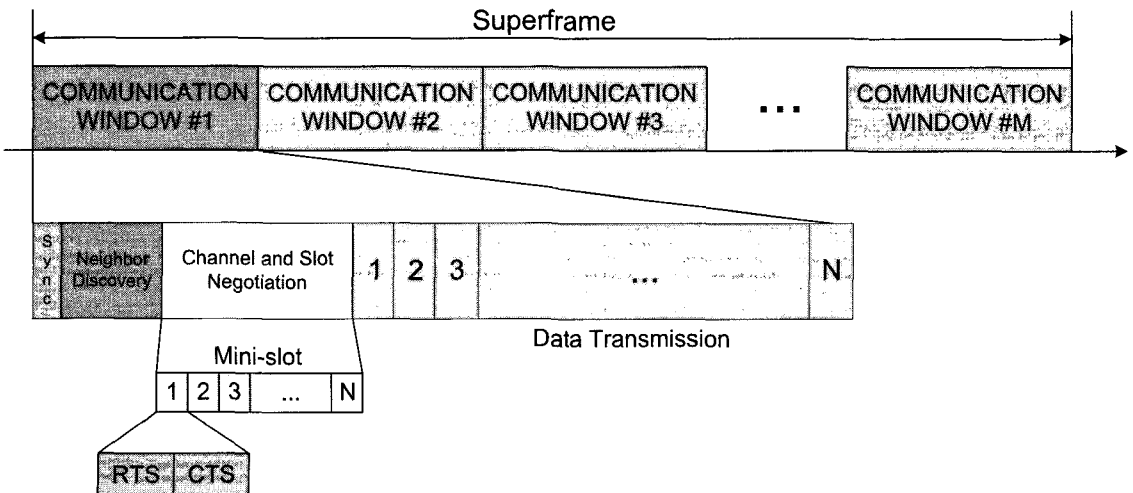 Superframe
COMMUNICATION WINDOW #1
COMMUNICATION WINDOW #2
COMMUNICATION WINDOW #3
...
COMMUNICATION WINDOW #M
Sync
Neighbor Discovery
Channel and Slot Negotiation
1
2
3
...
N
Data Transmission
Mini-slot
1
2
3
...
N
RTS
CTS